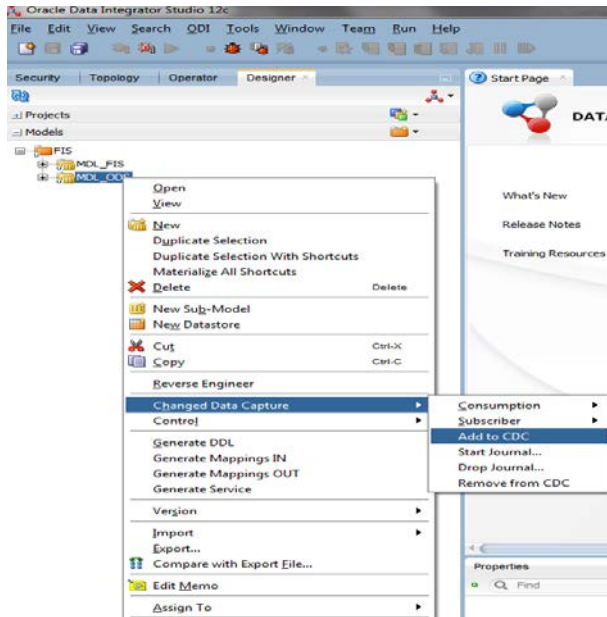 Oracle Data Integrator Studio 12c
File Edit View Search ODI Tools Window Team Run Help
Security Topology Operator Designer Start Page
Projects
DATA
Models
FIS
MDL_FIS
MDL_ODS
Open
View
What's New
New
Release Notes
Duplicate Selection
Duplicate Selection With Shortcuts
Training Resources
Materialize All Shortcuts
Delete Delete
New Sub-Model
New Datastore
Cut Ctrl-X
Copy Ctrl-C
Reverse Engineer
Changed Data Capture Consumption
Control Subscriber
Add to CDC
Generate DDL Start Journal...
Generate Mappings IN Drop Journal...
Generate Mappings OUT Remove from CDC
Generate Service
Version
Import
Export...
Compare with Export File... Properties
Edit Memo Find
Assign To